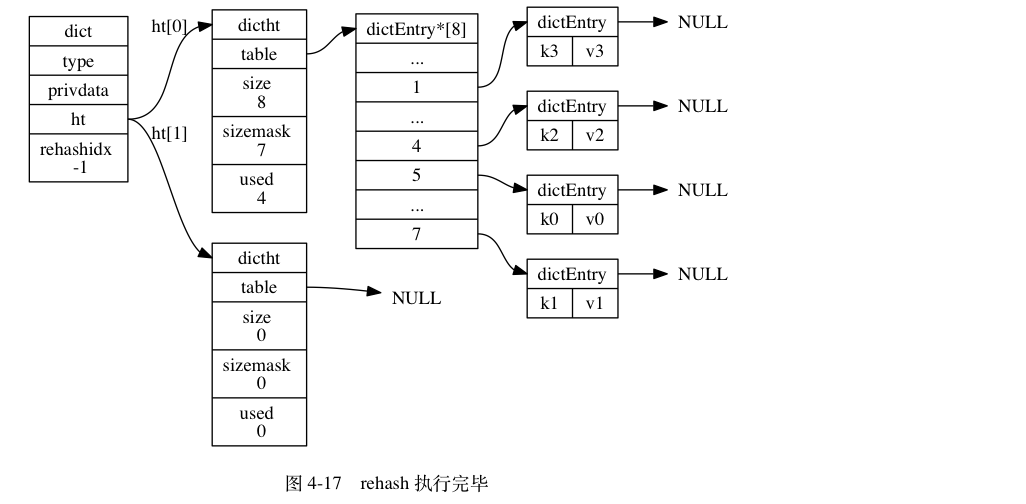 dict
type
privdata
ht
rehashidx
-1
ht[0]
ht[1]
dictht
table
size
8
sizemask
7
used
4
dictht
table
size
0
sizemask
0
used
0
dictEntry*[8]
...
1
...
4
5
...
7
NULL
dictEntry
k3 v3
NULL
dictEntry
k2 v2
NULL
dictEntry
k0 v0
NULL
dictEntry
k1 v1
NULL
图 4-17 rehash 执行完毕